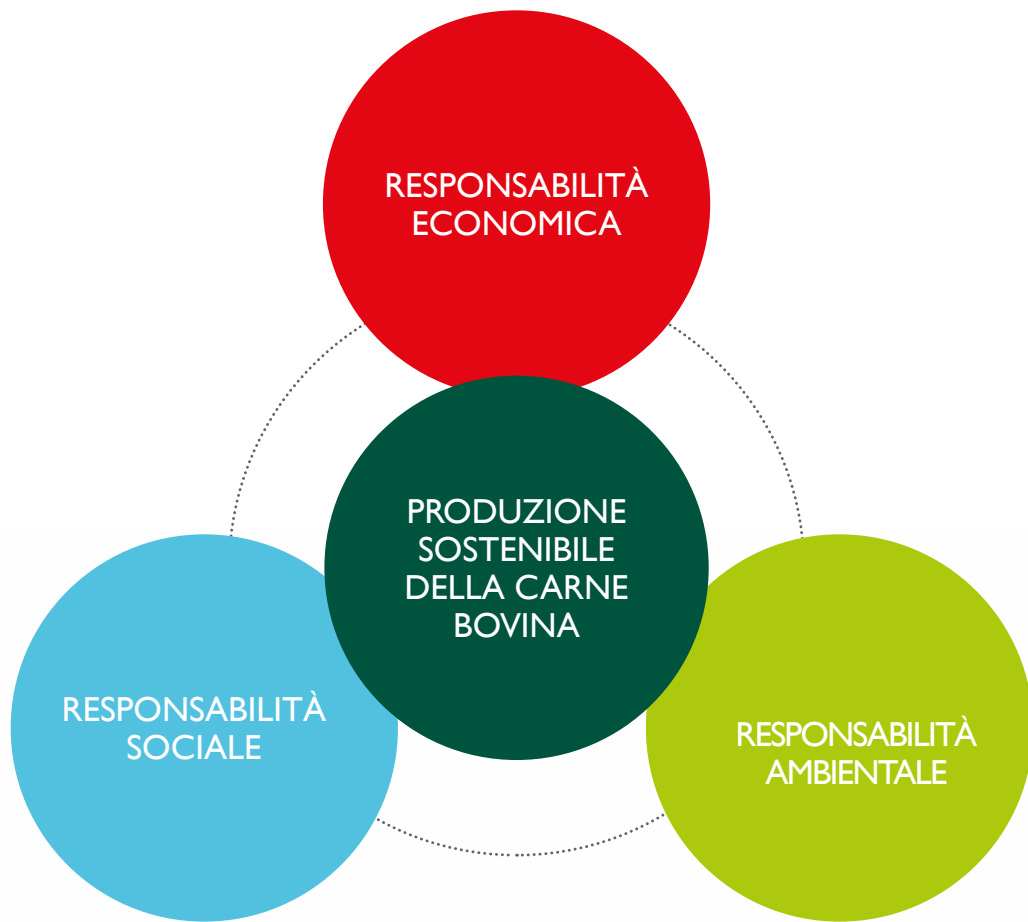 RESPONSABILITÀ
ECONOMICA
PRODUZIONE
SOSTENIBILE
DELLA CARNE
BOVINA
RESPONSABILITÀ
SOCIALE
RESPONSABILITÀ
AMBIENTALE